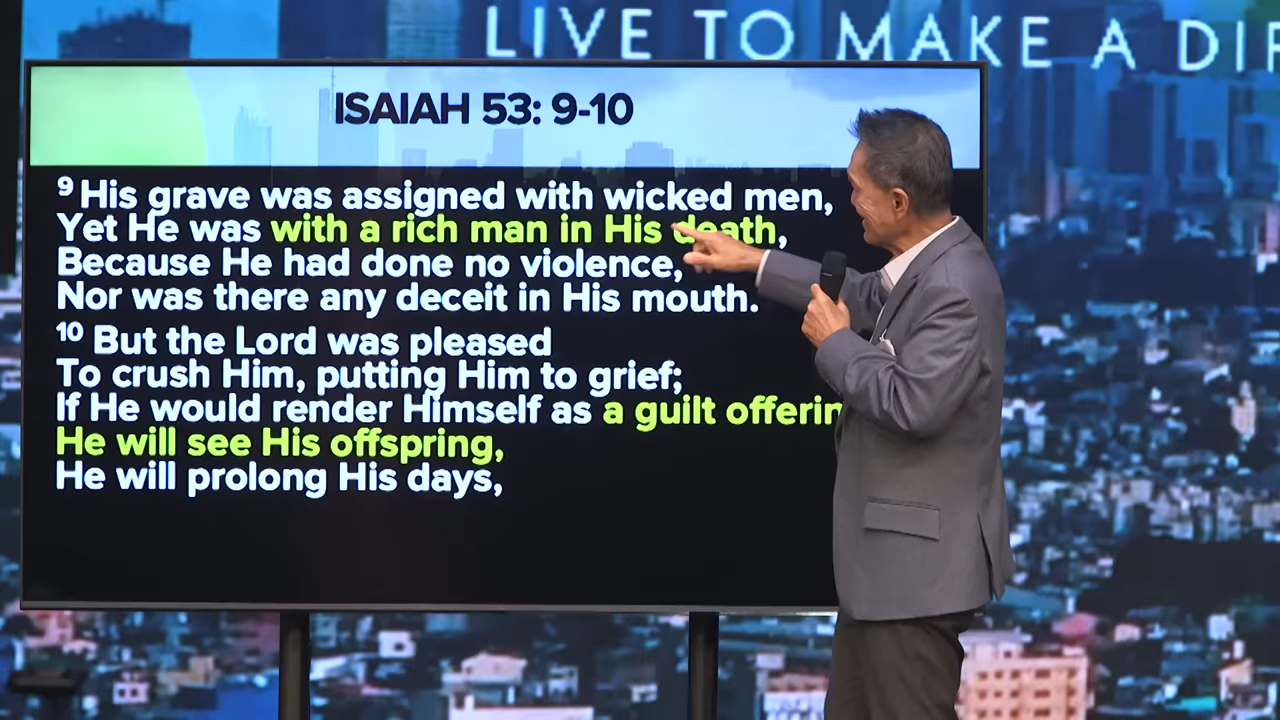 LIVE TO MAKE A DIF
ISAIAH 53: 9-10
9 His grave was assigned with wicked men,
Yet He was with a rich man in His death,
Because He had done no violence,
Nor was there any deceit in His mouth.
10 But the Lord was pleased
To crush Him, putting Him to grief;
If He would render Himself as a guilt offerin
He will see His offspring,
He will prolong His days,